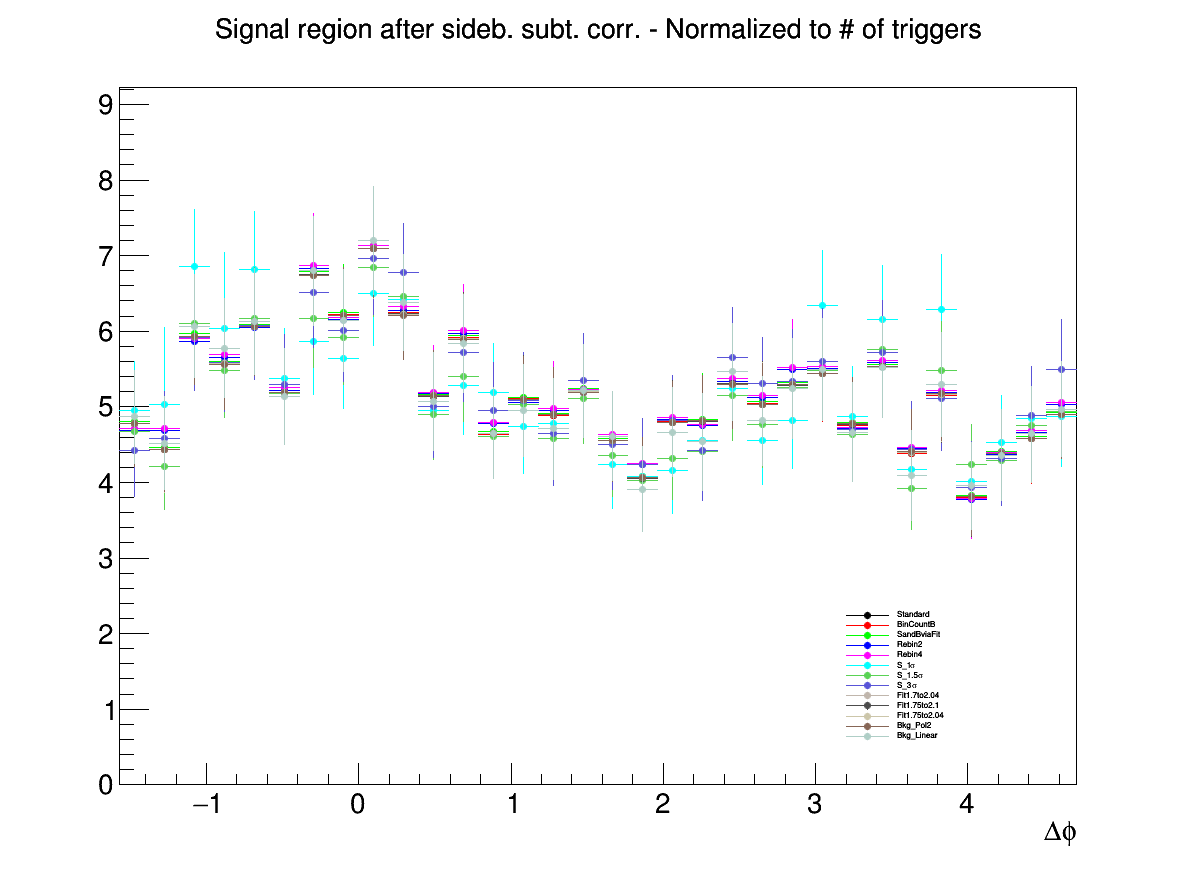 Signal region after sideb. subt. corr. - Normalized to # of triggers
9
8
7
6
5
4
3
2
1
0
−1 0 1 2 3 4
Δϕ
Standard
BinCountB
SandBviaFit
Rebin2
Rebin4
S_1σ
S_1.5σ
S_3σ
Fit1.7to2.04
Fit1.75to2.1
Fit1.75to2.04
Bkg_Pol2
Bkg_Linear